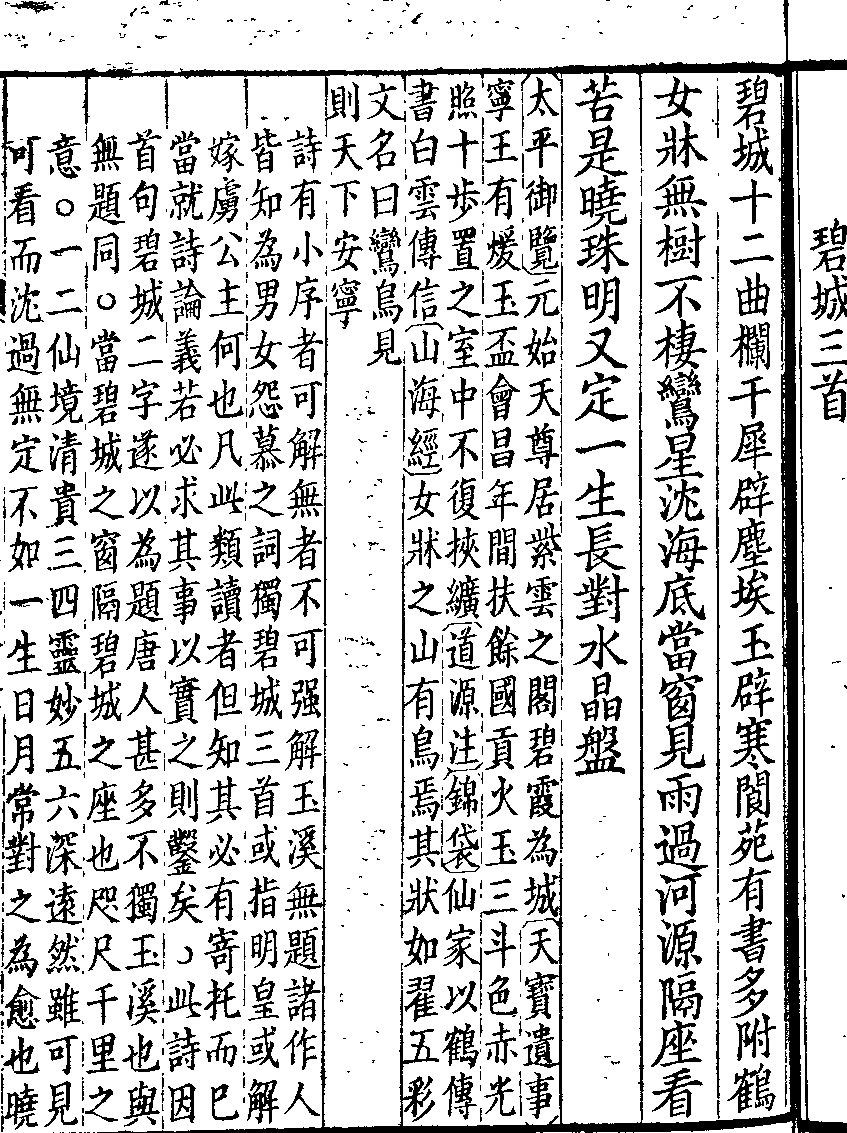 碧城三首
碧城十二曲欄干犀辟塵埃玉辟寒閬苑有書多附鶴
女牀無樹不棲鸞星沈海底當窗見雨過河源隔座看
若是曉珠明又定一生長對水晶盤
太平御覽元始天尊居紫雲之閣碧霞為城天寶遺事
寧王有煖玉盃會昌年間扶餘國貢火玉三斗色赤光
照十步置之室中不復挾纊道源注錦袋仙家以鶴傳
書白雲傳信山海經女牀之山有鳥焉其狀如翟五彩
文名曰鸞鳥見
則天下安寧
詩有小序者可解無者不可强解玉溪無題諸作人
皆知為男女怨慕之詞獨碧城三首或指明皇或解
嫁虜公主何也凡此類讀者但知其必有寄托而已
當就詩論義若必求其事以實之則鑿矣、此詩因
首句碧城二字遂以為題唐人甚多不獨玉溪也與
無題同○當碧城之窗隔碧城之座也咫尺千里之
意○一二仙境清貴三四靈妙五六深遠然雖可見
可看而沈過無定不如一生日月常對之為愈也曉